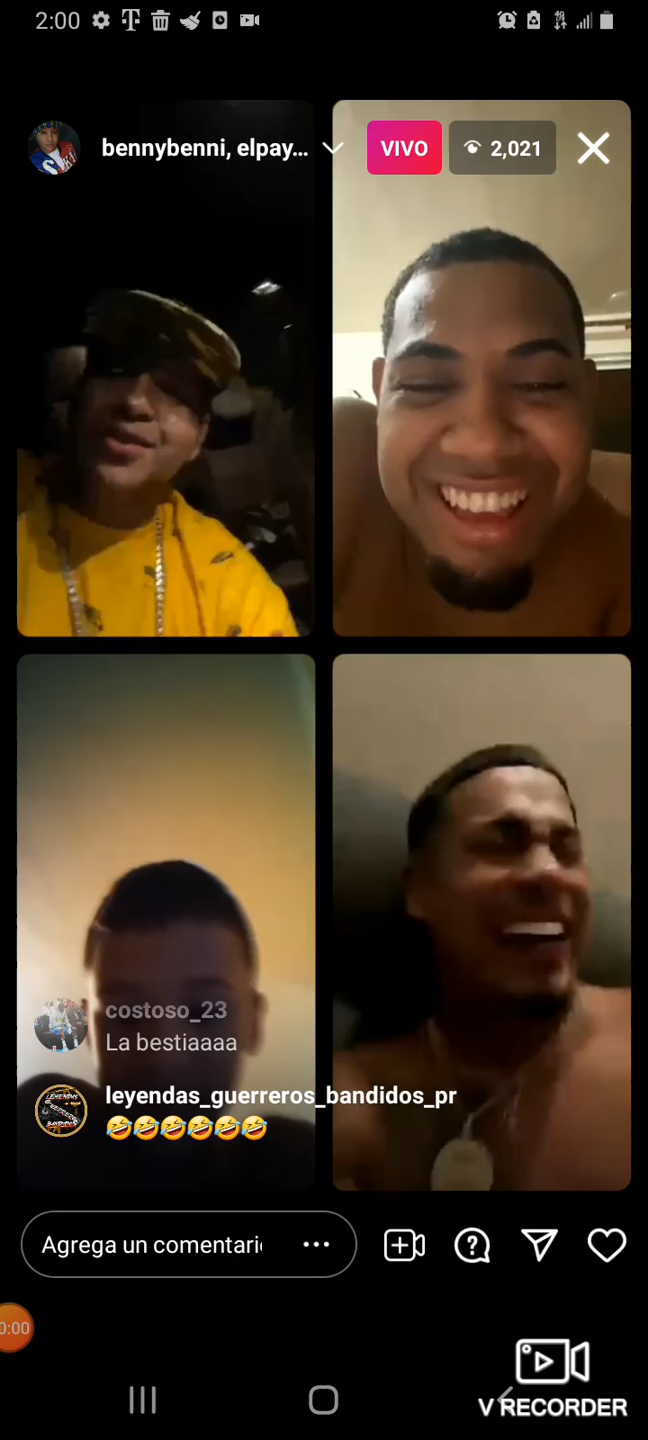 2:00
bennybenni, elpay...
VIVO
2,021
costoso_23
La bestiaaaa
leyendas_guerreros_bandidos_pr
🤣🤣🤣🤣🤣🤣
Agrega un comentari
0:00
V RECORDER